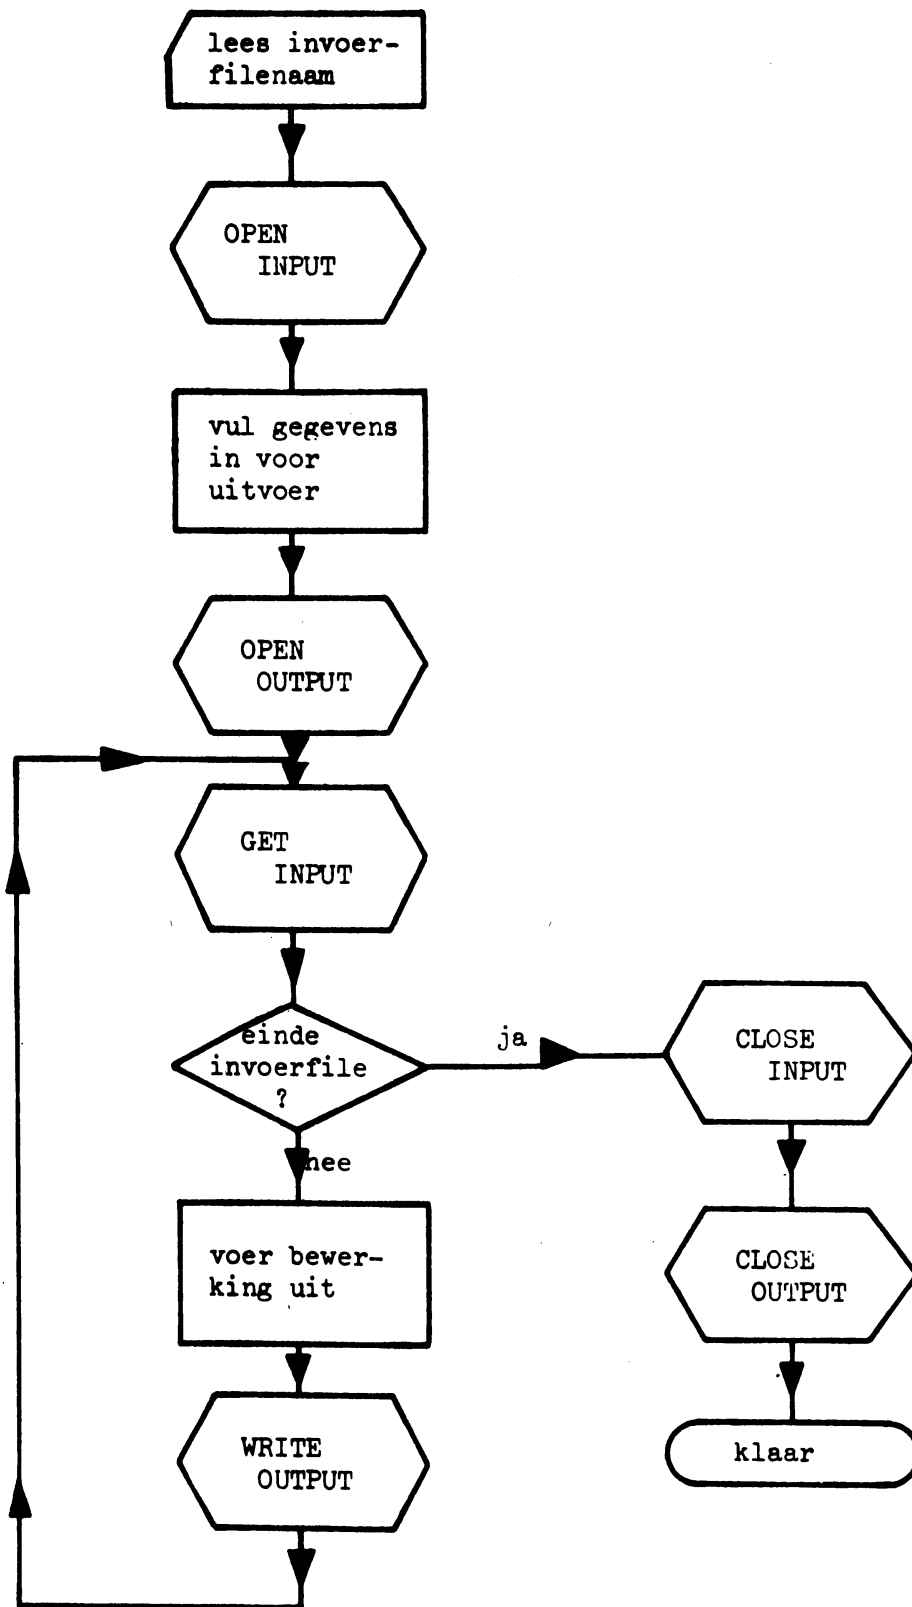 lees invoer-
filenaam
OPEN
INPUT
vul gegevens
in voor
uitvoer
OPEN
OUTPUT
GET
INPUT
einde
invoerfile
?
ja
nee
voer bewer-
king uit
WRITE
OUTPUT
CLOSE
INPUT
CLOSE
OUTPUT
klaar